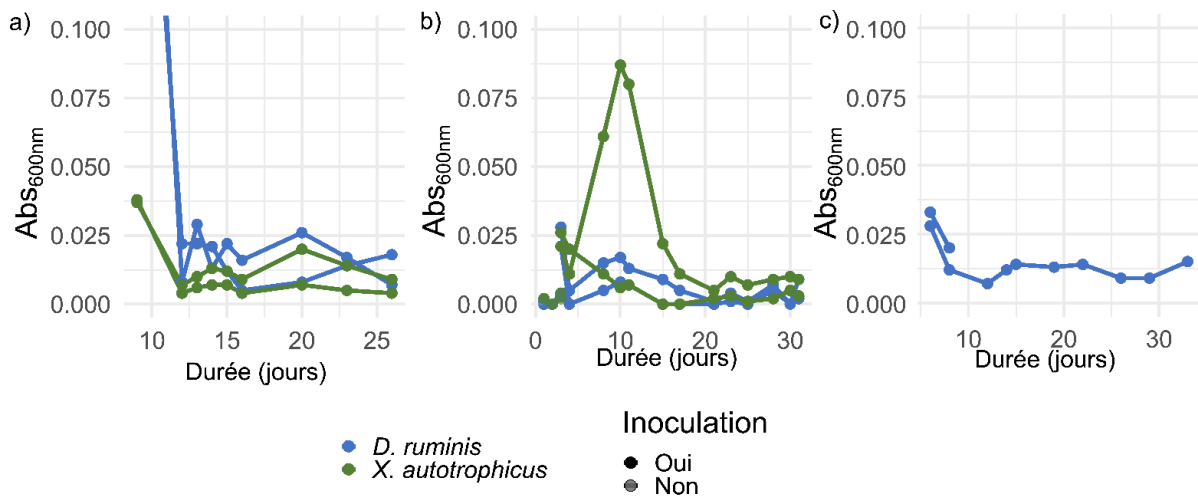 a)
Abs600nm
0.100
0.075
0.050
0.025
0.000
10 15 20 25
Durée (jours)
b)
Abs600nm
0.100
0.075
0.050
0.025
0.000
0 10 20 30
Durée (jours)
c)
Abs600nm
0.100
0.075
0.050
0.025
0.000
10 20 30
Durée (jours)
D. ruminis
X. autotrophicus
Inoculation
Oui
Non